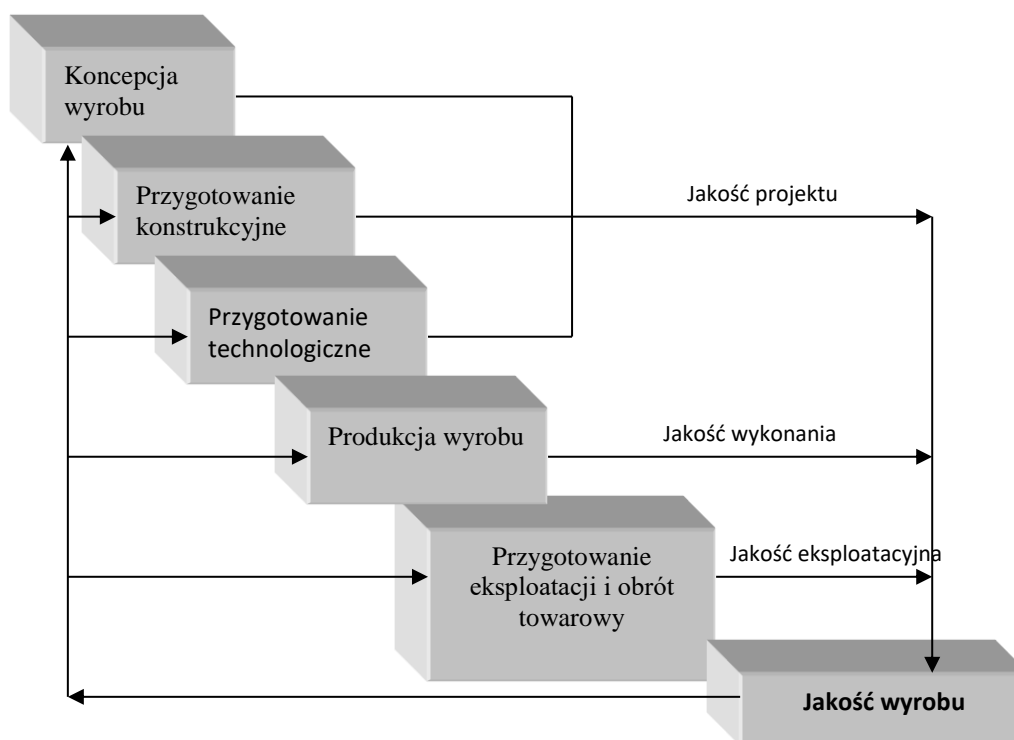 Koncepcja
wyrobu
Przygotowanie
konstrukcyjne
Jakość projektu
Przygotowanie
technologiczne
Produkcja wyrobu
Jakość wykonania
Przygotowanie
eksploatacji i obrót
towarowy
Jakość eksploatacyjna
Jakość wyrobu